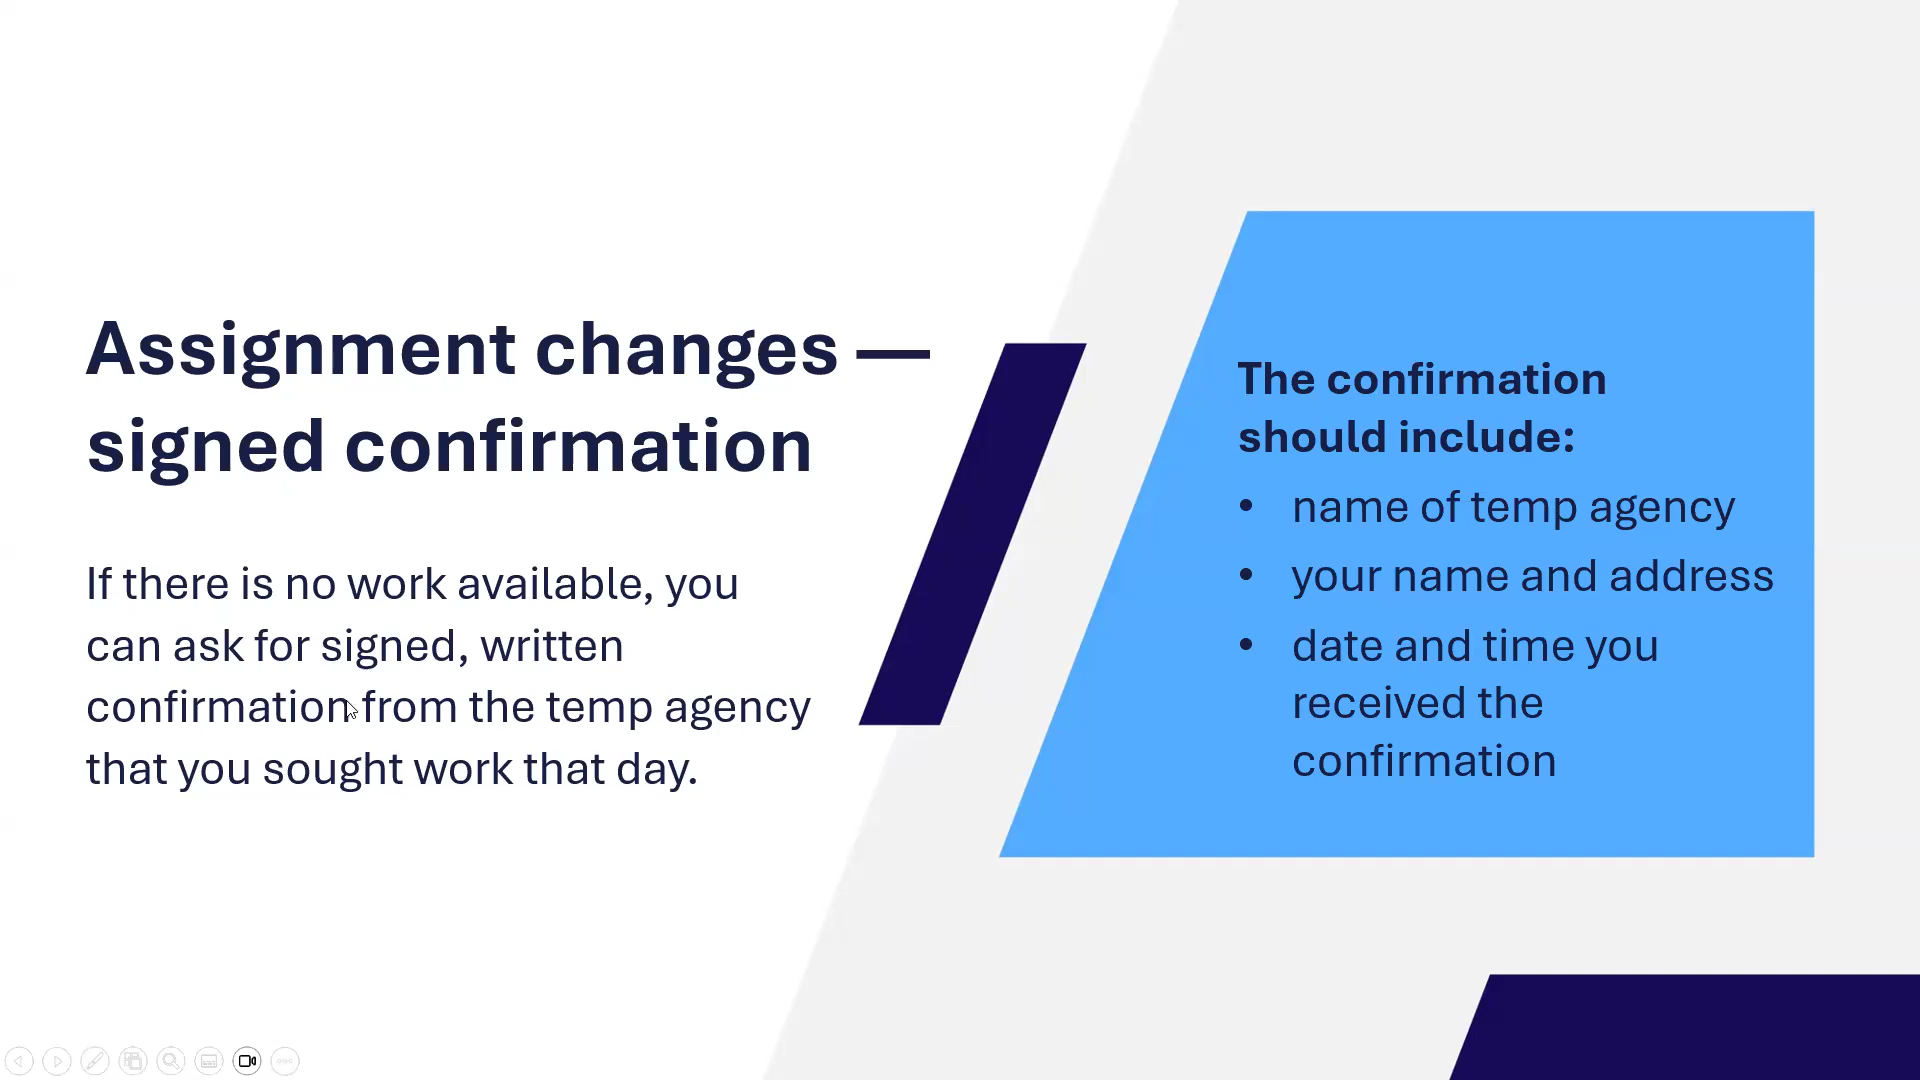 Assignment changes —
signed confirmation
If there is no work available, you
can ask for signed, written
confirmation from the temp agency
that you sought work that day.
The confirmation
should include:
• name of temp agency
• your name and address
• date and time you
received the
confirmation